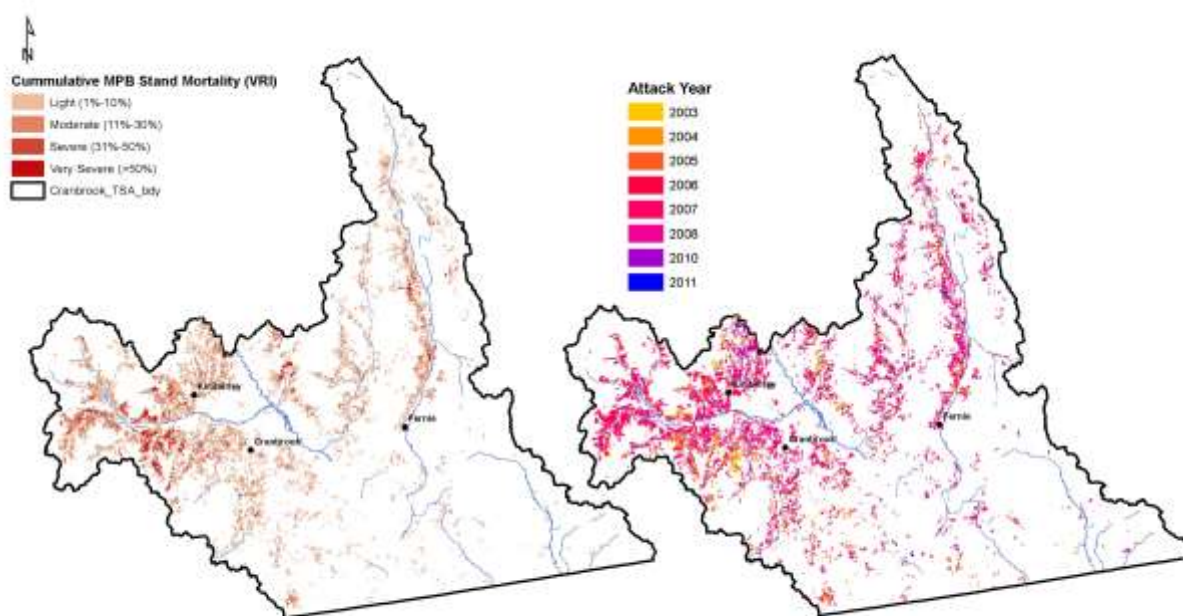 N
Cummulative MPB Stand Mortality (VRI)
Light (1%-10%)
Moderate (11%-30%)
Severe (31%-50%)
Very Severe (>50%)
Cranbrook_TSA_bdy
Kimberley
Cranbrook
Fernie
Attack Year
2003
2004
2005
2006
2007
2008
2010
2011
Kimberley
Cranbrook
Fernie